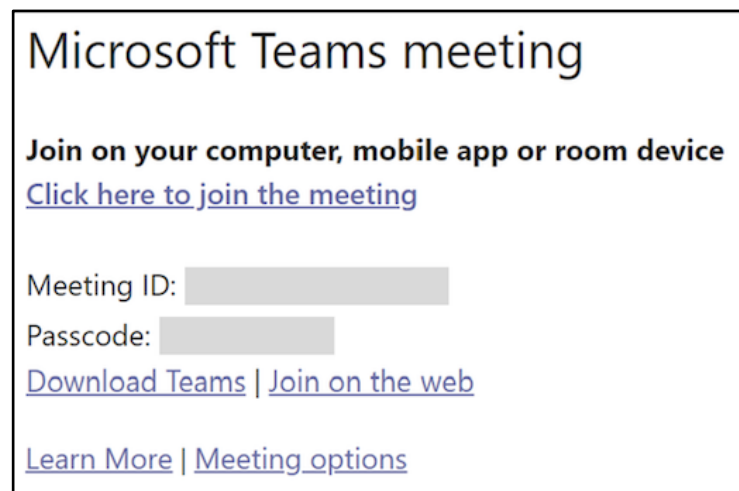 Microsoft Teams meeting
Join on your computer, mobile app or room device
Click here to join the meeting
Meeting ID:
Passcode:
Download Teams | Join on the web
Learn More | Meeting options